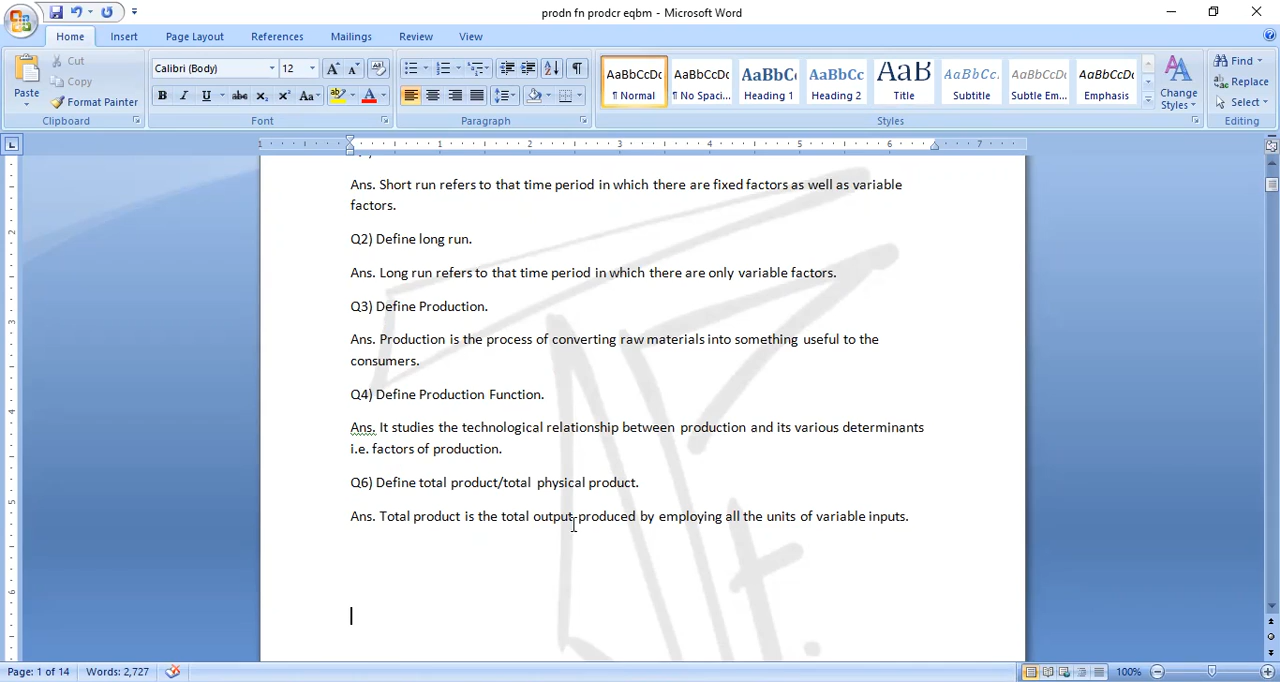 prodn fn prodcr eqbm - Microsoft Word
Home Insert Page Layout References Mailings Review View
Paste
Cut
Copy
Format Painter
Clipboard
Calibri (Body) 12
Font
Paragraph
AaBbCcDc AaBbCcDc AaBbCc AaBbCc AaB AaBbCc. AaBbCcDc AaBbCcDc
¶ Normal ¶ No Spaci... Heading 1 Heading 2 Title Subtitle Subtle Em... Emphasis
Change Styles
Styles
Find
Replace
Select
Editing
1 1 2 3 4 5 6 7
Ans. Short run refers to that time period in which there are fixed factors as well as variable
factors.
Q2) Define long run.
Ans. Long run refers to that time period in which there are only variable factors.
Q3) Define Production.
Ans. Production is the process of converting raw materials into something useful to the
consumers.
Q4) Define Production Function.
Ans. It studies the technological relationship between production and its various determinants
i.e. factors of production.
Q6) Define total product/total physical product.
Ans. Total product is the total output produced by employing all the units of variable inputs.
Page: 1 of 14 Words: 2,727 100%